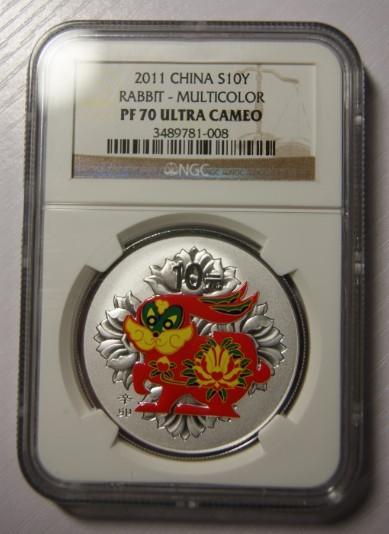 2011 CHINA S10Y
RABBIT - MULTICOLOR
PF 70 ULTRA CAMEO
3489781-008
NGC
10元
辛
卯